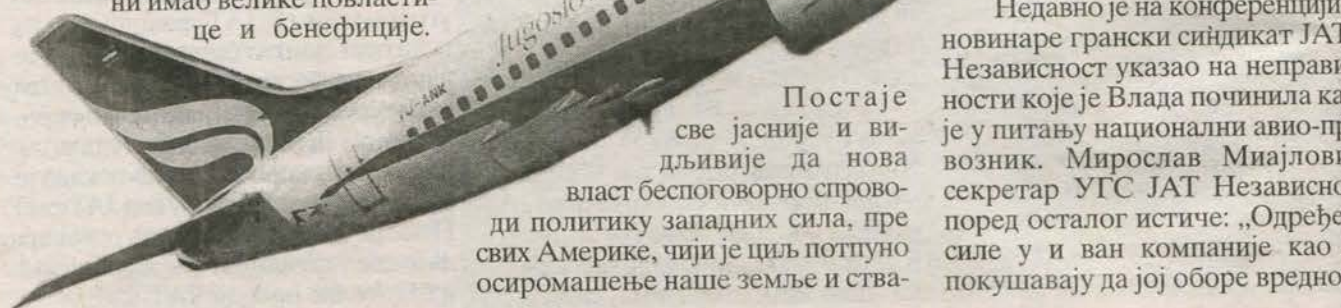 ни имао велике повласти-
це и бенефиције.
Jugoslo
YU-ANK
Постаје
све јасније и ви-
дљивије да нова
власт беспоговорно спрово-
ди политику западних сила, пре
свих Америке, чији је циљ потпуно
осиромашење наше земље и ства-
Недавно је на конференцији
новинаре грански синдикат ЈАТ
Независност указао на неправи
ности које је Влада починила ка
је у питању национални авио-пр
возник. Мирослав Миајлови
секретар УГС ЈАТ Независно
поред осталог истиче: „Одређе
силе у и ван компаније као
покушавају да јој оборе вредно